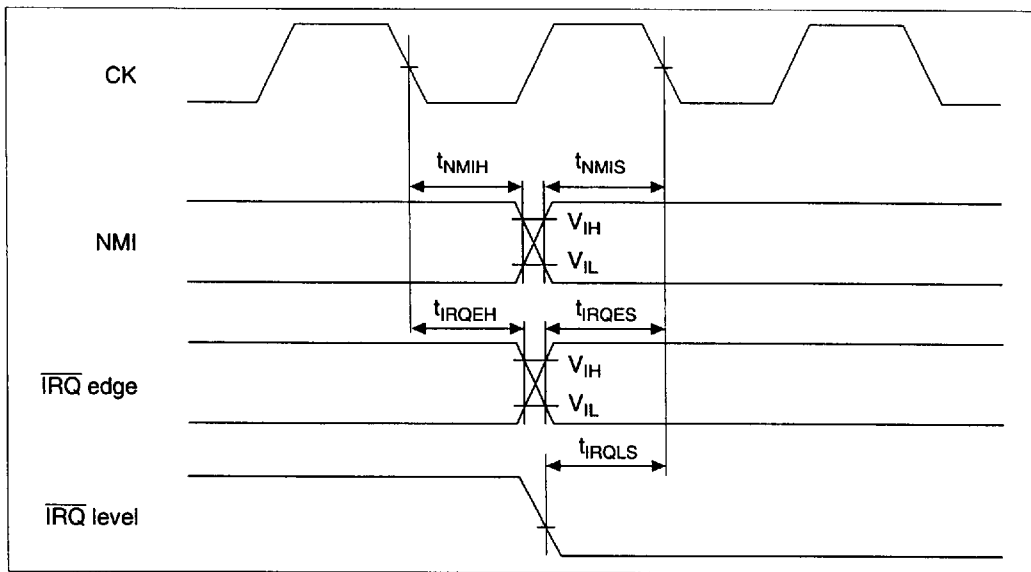 CK
tNMIH tNMIS
VIH
NMI
VIL
tIRQEH tIRQES
VIH
IRQ edge
VIL
tIRQLS
IRQ level